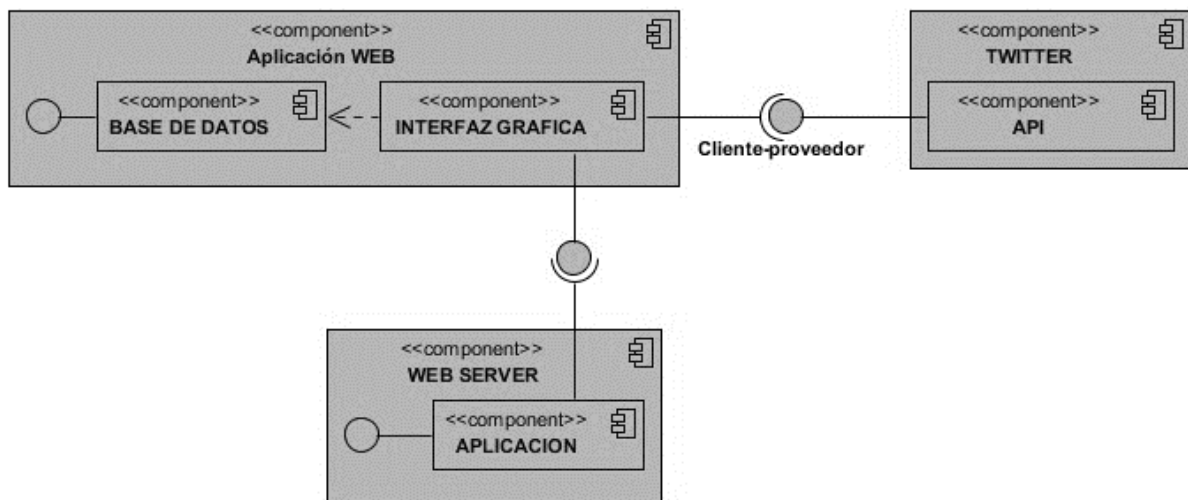 <<component>>
Aplicación WEB
<<component>>
BASE DE DATOS
<<component>>
INTERFAZ GRAFICA
Cliente-proveedor
<<component>>
TWITTER
<<component>>
API
<<component>>
WEB SERVER
<<component>>
APLICACION